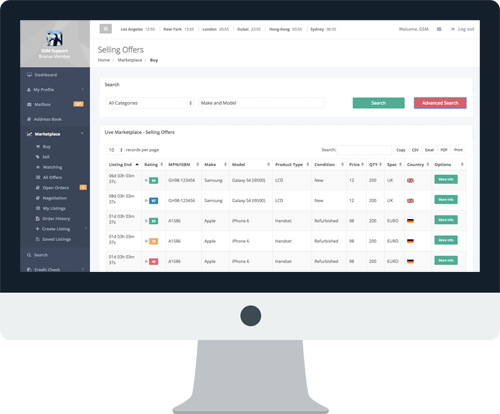 Los Angeles 12:55 New York 15:55 London 20:55 Dubai 23:55 Hong-Kong 03:55 Sydney 06:55 Welcome, GSM. Log out
GSM Support
Bronze Member
Selling Offers
Home / Marketplace / Buy
Dashboard
My Profile
Mailbox
Address Book
Marketplace
Buy
Sell
Watching
All Offers
Open Orders
Negotiation
My Listings
Order History
Create Listing
Saved Listings
Search
Credit Check
Search
All Categories Make and Model Search Advanced Search
Live Marketplace - Selling Offers
10 records per page Search: Copy CSV Excel PDF Print
Listing End Rating MPN/ISBN Make Model Product Type Condition Price QTY Spec Country Options
06d 03h 03m 37s GH98-123456 Samsung Galaxy S4 (i9500) LCD New 12 200 UK More Info
06d 03h 03m 37s GH98-123456 Samsung Galaxy S4 (i9500) LCD New 12 200 UK More Info
01d 03h 03m 37s A1586 Apple iPhone 6 Handset Refurbished 98 200 EURO More Info
01d 03h 03m 37s A1586 Apple iPhone 6 Handset Refurbished 98 200 EURO More Info
01d 03h 03m 37s A1586 Apple iPhone 6 Handset Refurbished 98 200 EURO More Info